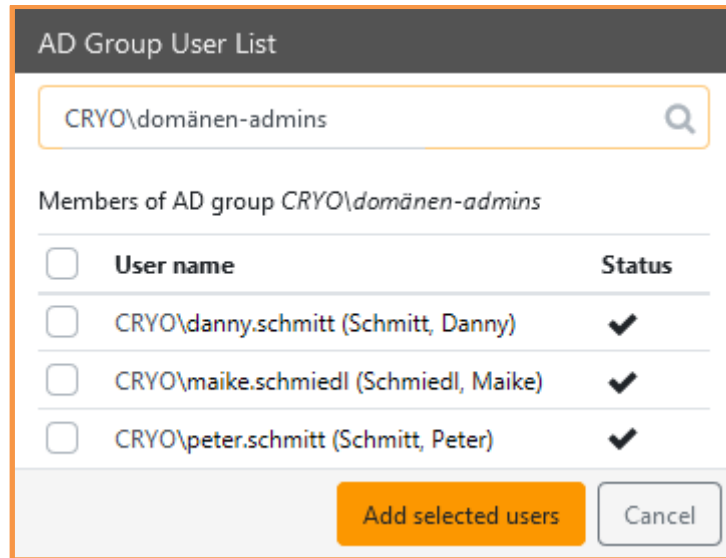 AD Group User List
CRYO\domänen-admins
Members of AD group CRYO\domänen-admins
User name Status
CRYO\danny.schmitt (Schmitt, Danny)
CRYO\maike.schmiedl (Schmiedl, Maike)
CRYO\peter.schmitt (Schmitt, Peter)
Add selected users Cancel